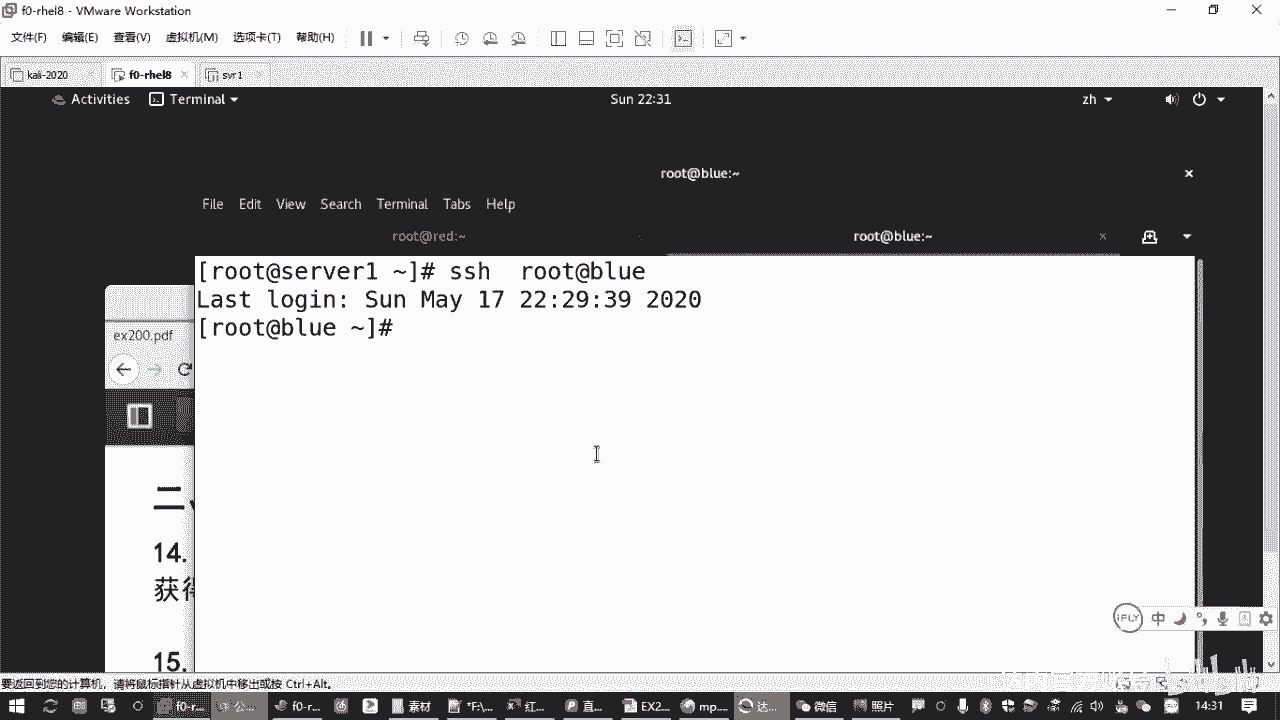 f0-rhel8 - VMware Workstation
文件(F) 编辑(E) 查看(V) 虚拟机(M) 选项卡(T) 帮助(H)
kali-2020 f0-rhel8 svr1
Activities Terminal Sun 22:31 zh
root@blue:~
File Edit View Search Terminal Tabs Help
root@red:~ root@blue:~
[root@server1 ~]# ssh  root@blue
Last login: Sun May 17 22:29:39 2020
[root@blue ~]#
ex200.pdf
二、
14.
获得
15.
iFLY 中
要返回到您的计算机，请将鼠标指针从虚拟机中移出或按 Ctrl+Alt。
f0-r... 公... f0-r... 素材 "F\... 红... 直... EX2... mp... 达... 微信 照片 14:31